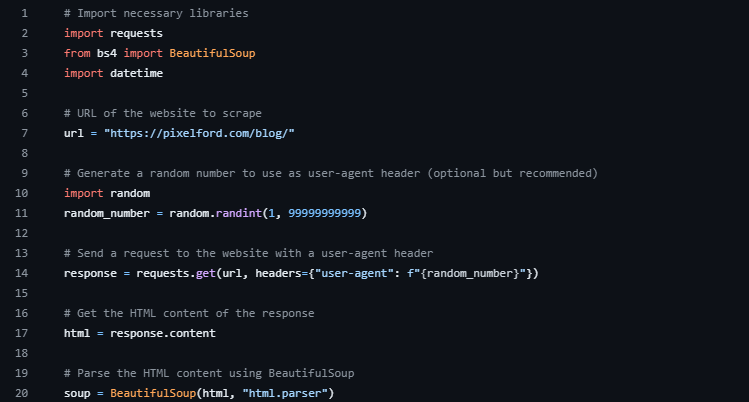 1 # Import necessary libraries
2 import requests
3 from bs4 import BeautifulSoup
4 import datetime
5
6 # URL of the website to scrape
7 url = "https://pixelford.com/blog/"
8
9 # Generate a random number to use as user-agent header (optional but recommended)
10 import random
11 random_number = random.randint(1, 99999999999)
12
13 # Send a request to the website with a user-agent header
14 response = requests.get(url, headers={"user-agent": f"{random_number}"})
15
16 # Get the HTML content of the response
17 html = response.content
18
19 # Parse the HTML content using BeautifulSoup
20 soup = BeautifulSoup(html, "html.parser")